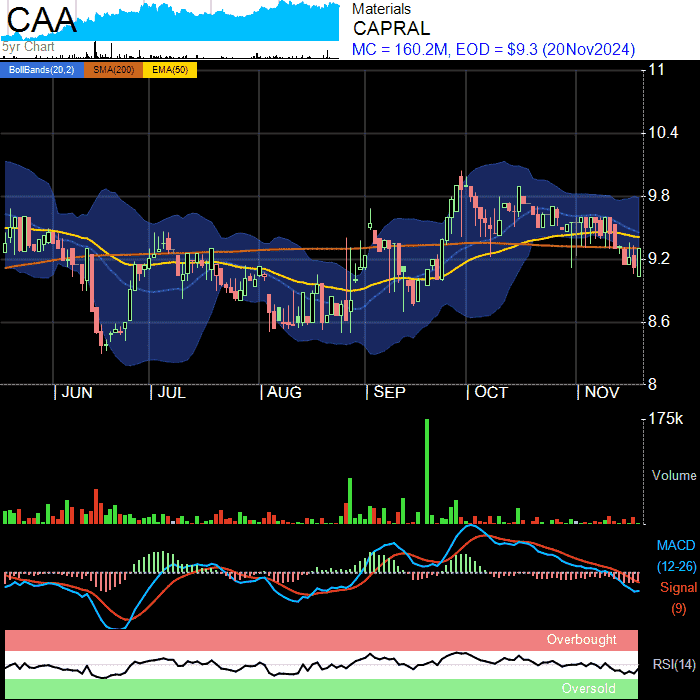 CAA
5yr Chart
Materials
CAPRAL
MC = 160.2M, EOD = $9.3 (20Nov2024)
BollBands(20,2) SMA(200) EMA(50)
11
10.4
9.8
9.2
8.6
8
JUN JUL AUG SEP OCT NOV
175k
Volume
MACD
(12-26)
Signal
(9)
Overbought
RSI(14)
Oversold